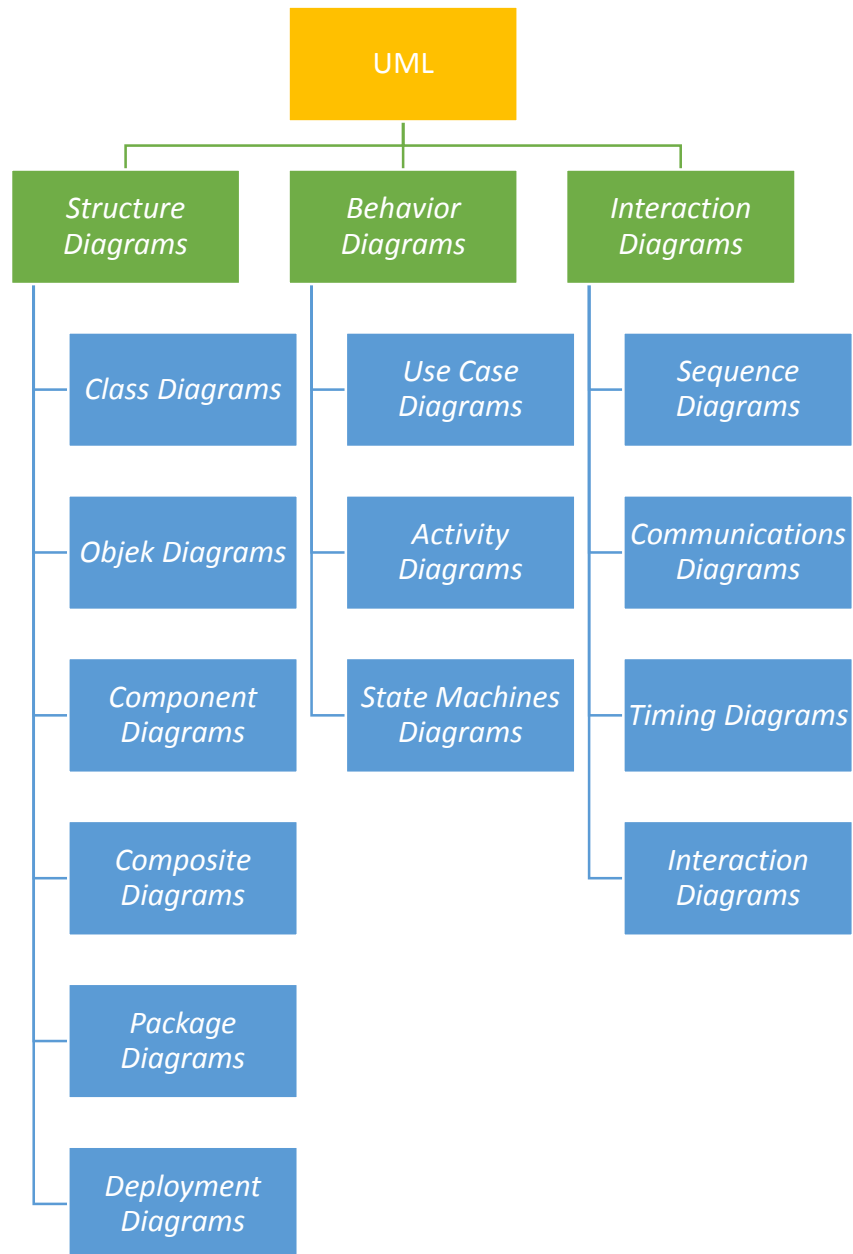 UML
Structure
Diagrams
Class Diagrams
Objek Diagrams
Component
Diagrams
Composite
Diagrams
Package
Diagrams
Deployment
Diagrams
Behavior
Diagrams
Use Case
Diagrams
Activity
Diagrams
State Machines
Diagrams
Interaction
Diagrams
Sequence
Diagrams
Communications
Diagrams
Timing Diagrams
Interaction
Diagrams